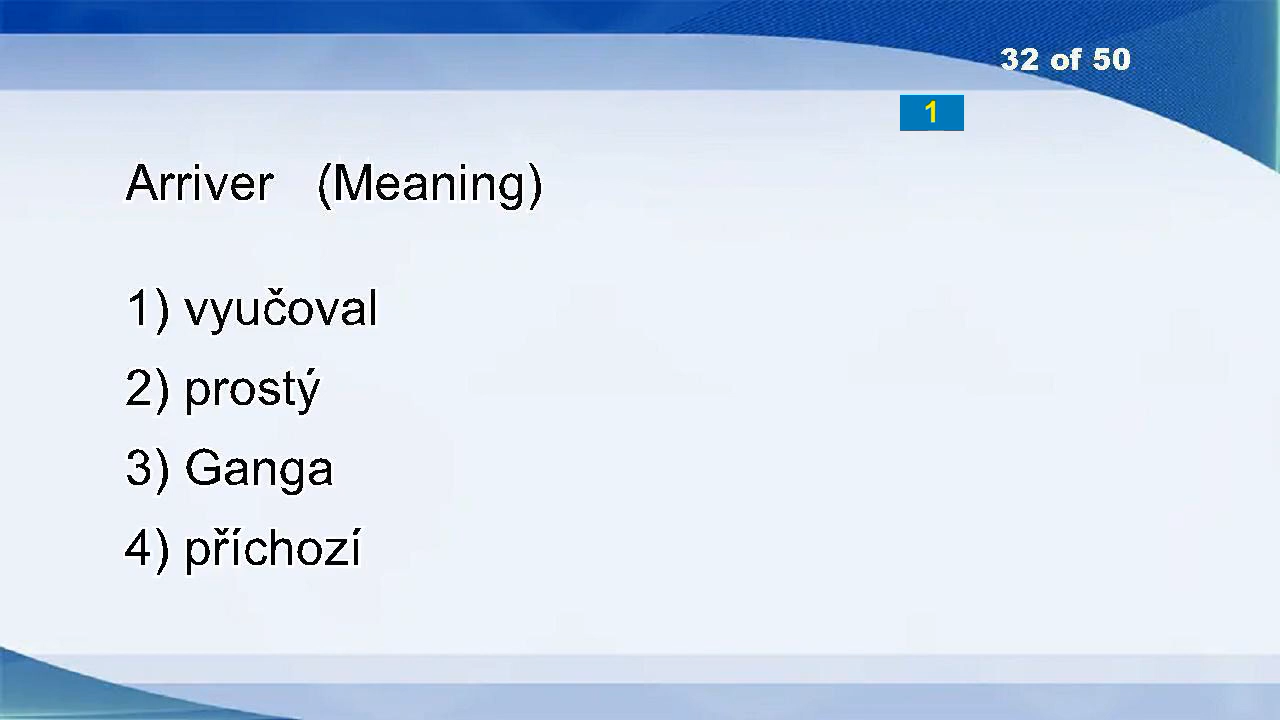 32 of 50
1
Arriver (Meaning)
1) vyučoval
2) prostý
3) Ganga
4) příchozí